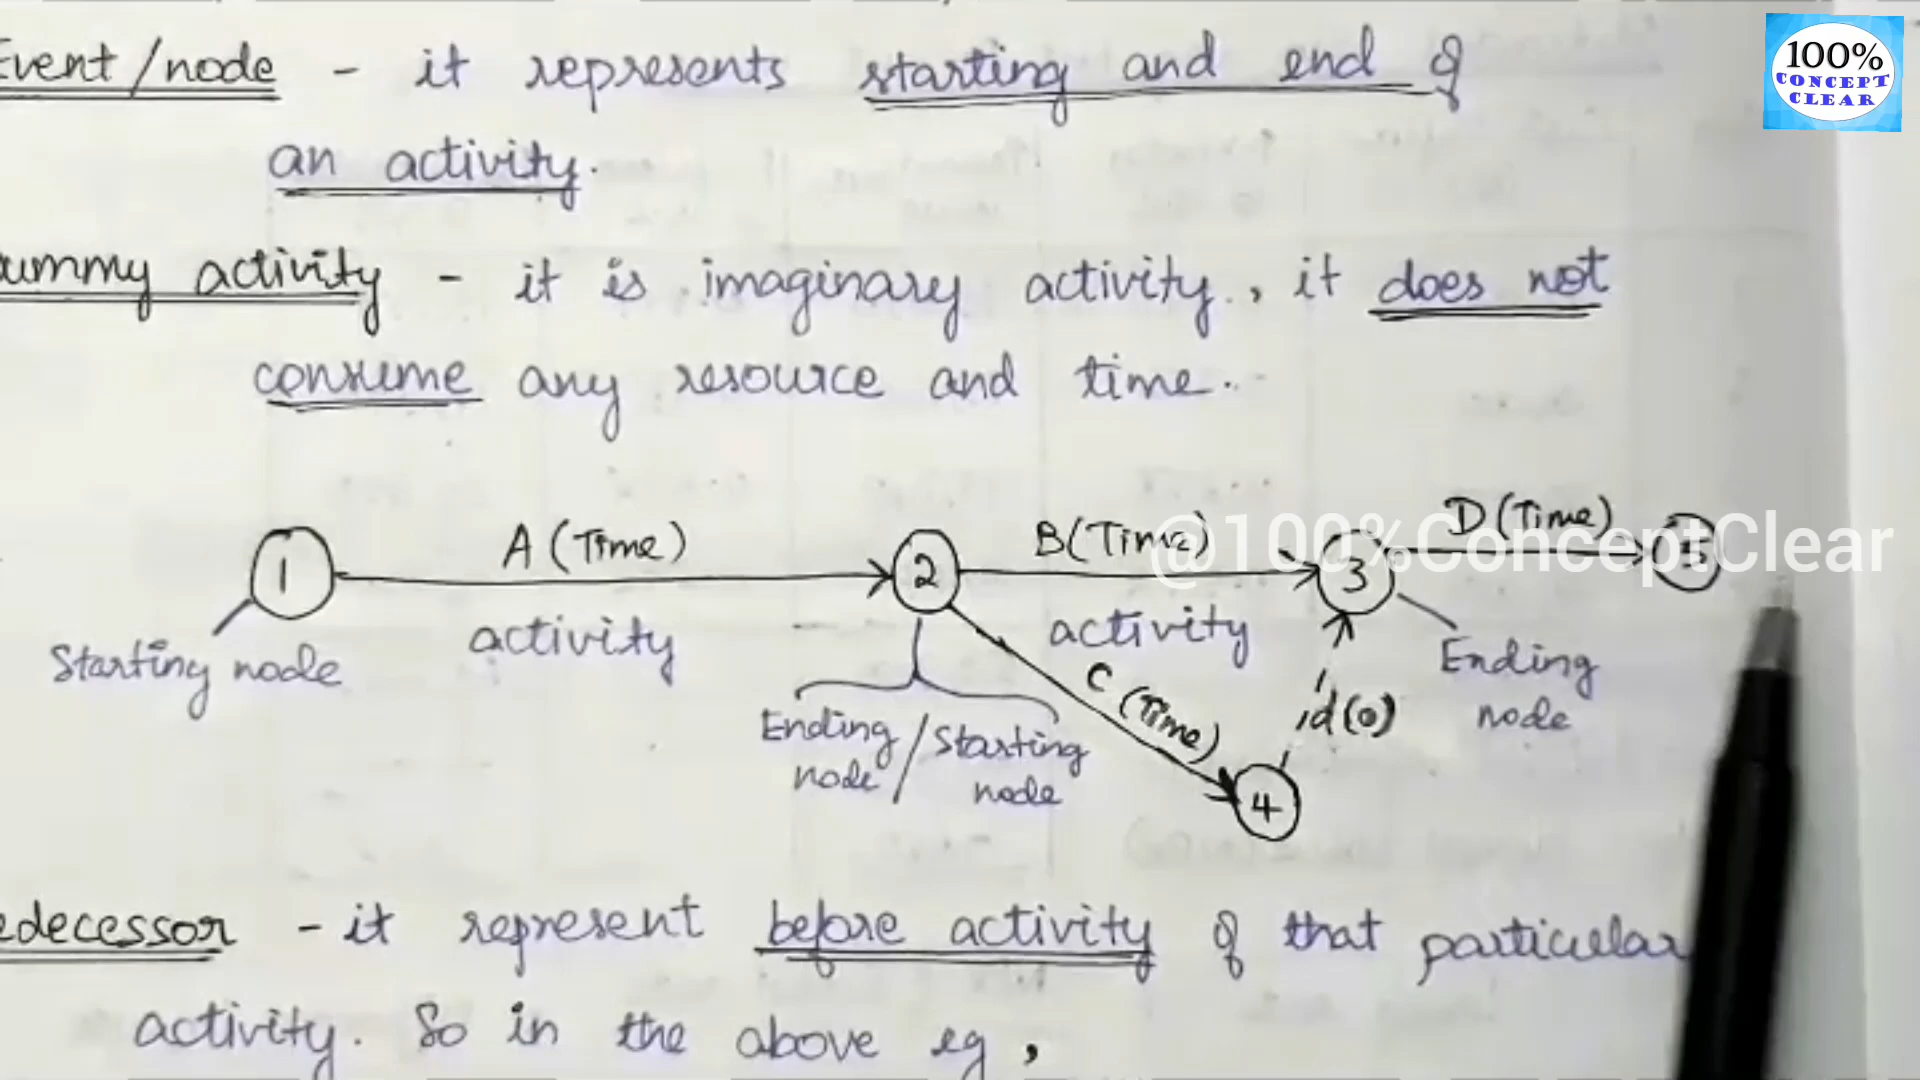 Event/node - it represents starting and end of
an activity.
ummy activity - it is imaginary activity, it does not
consume any resource and time.
A (Time)
B (Time)
D (Time)
1
2
3
5
activity
activity
Starting node
C (Time)
Ending node
Ending node / Starting node
id(0)
4
edecessor - it represent before activity of that particular
activity. So in the above eg,
100%
CONCEPT
CLEAR
@100%ConceptClear